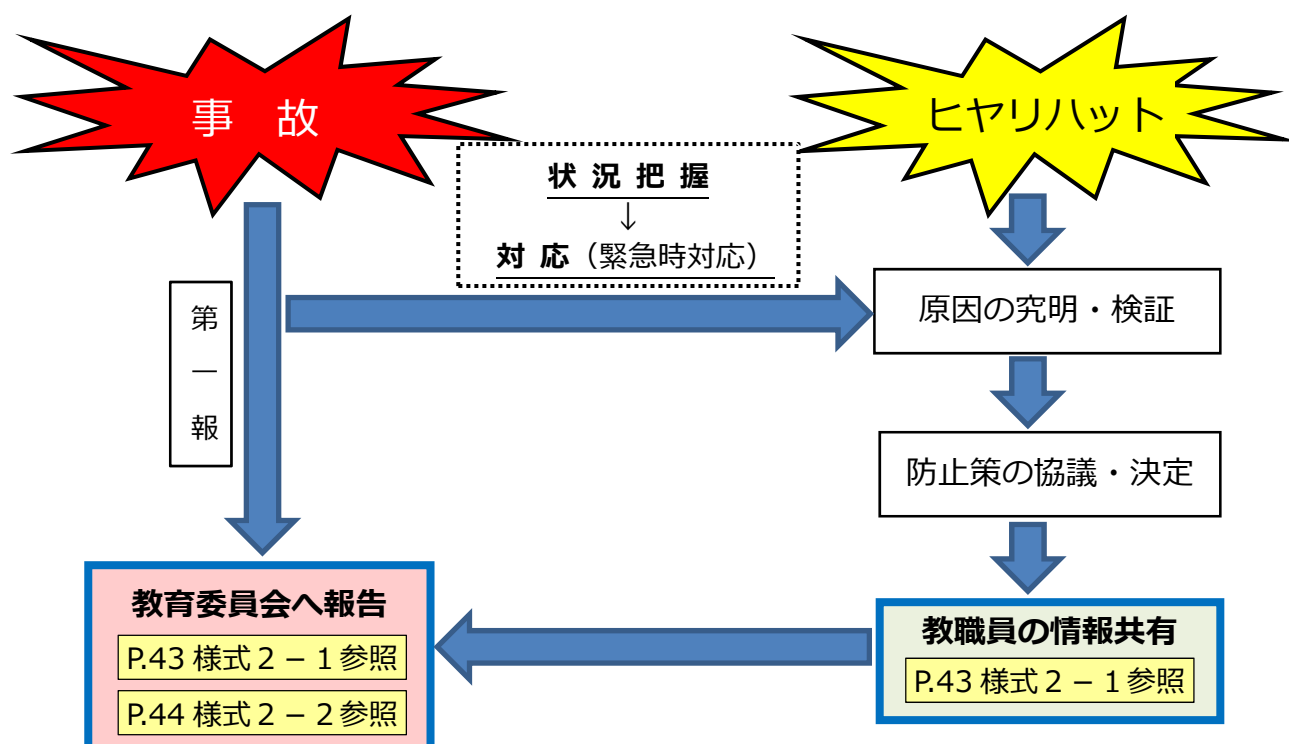 事 故
ヒヤリハット
状 況 把 握
↓
対 応（緊急時対応）
第一報
原因の究明・検証
防止策の協議・決定
教育委員会へ報告
P.43 様式２－１参照
P.44 様式２－２参照
教職員の情報共有
P.43 様式２－１参照